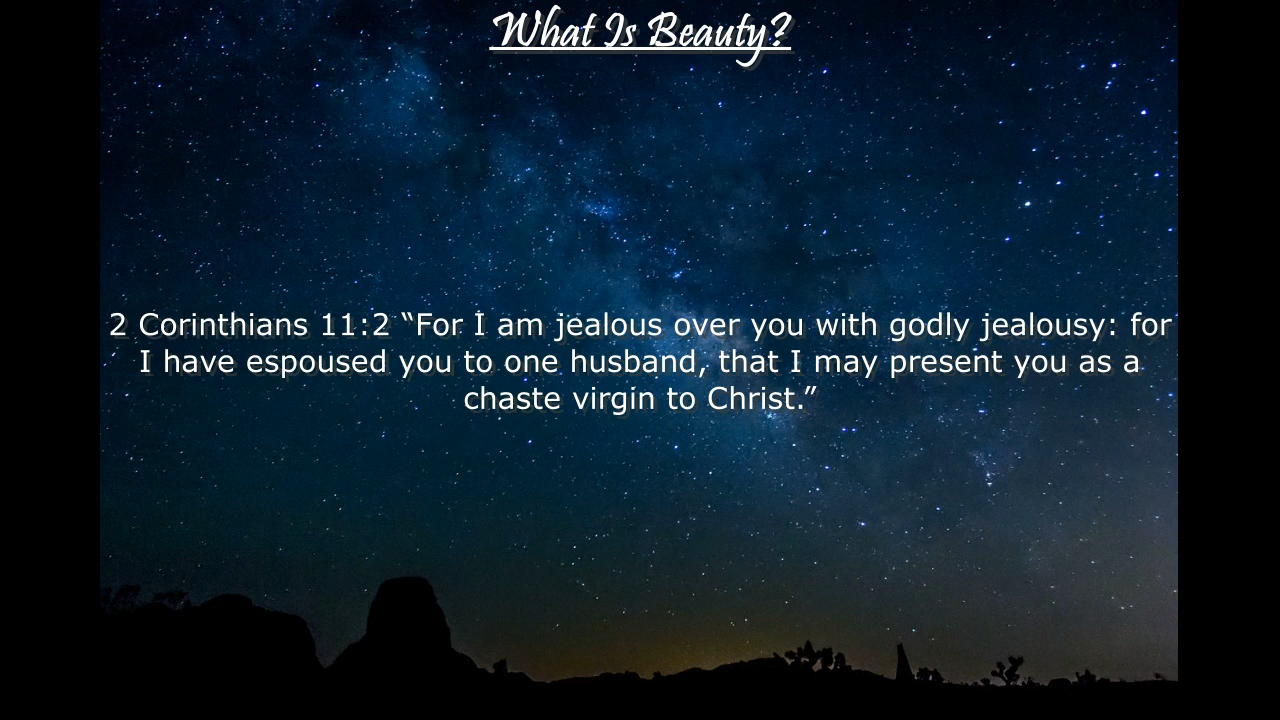 What Is Beauty?
2 Corinthians 11:2 “For I am jealous over you with godly jealousy: for
I have espoused you to one husband, that I may present you as a
chaste virgin to Christ.”